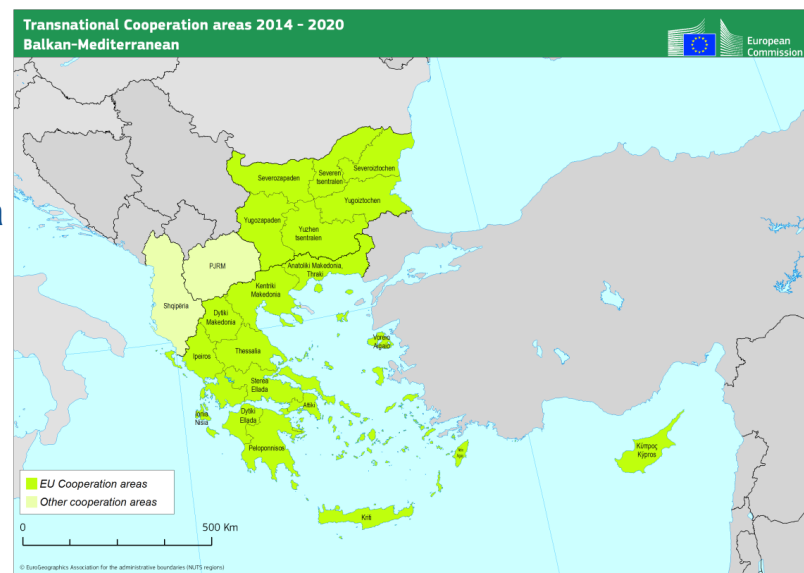 Transnational Cooperation areas 2014 - 2020
Balkan-Mediterranean
European
Commission
a
Severozapaden
Severen
tsentralen
Severoiztochen
Yugoiztochen
Yugozapaden
Yuzhen
tsentralen
PJRM
Anatoliki Makedonia,
Thraki
Kentriki
Makedonia
Shqipëria
Dytiki
Makedonia
Ipeiros
Thessalia
Voreio
Aigaio
Sterea
Ellada
Ionia
Nisia
Dytiki
Ellada
Attiki
Peloponnisos
Κύπρος
Kýpros
Kriti
EU Cooperation areas
Other cooperation areas
0
500 Km
© EuroGeographics Association for the administrative boundaries (NUTS regions)